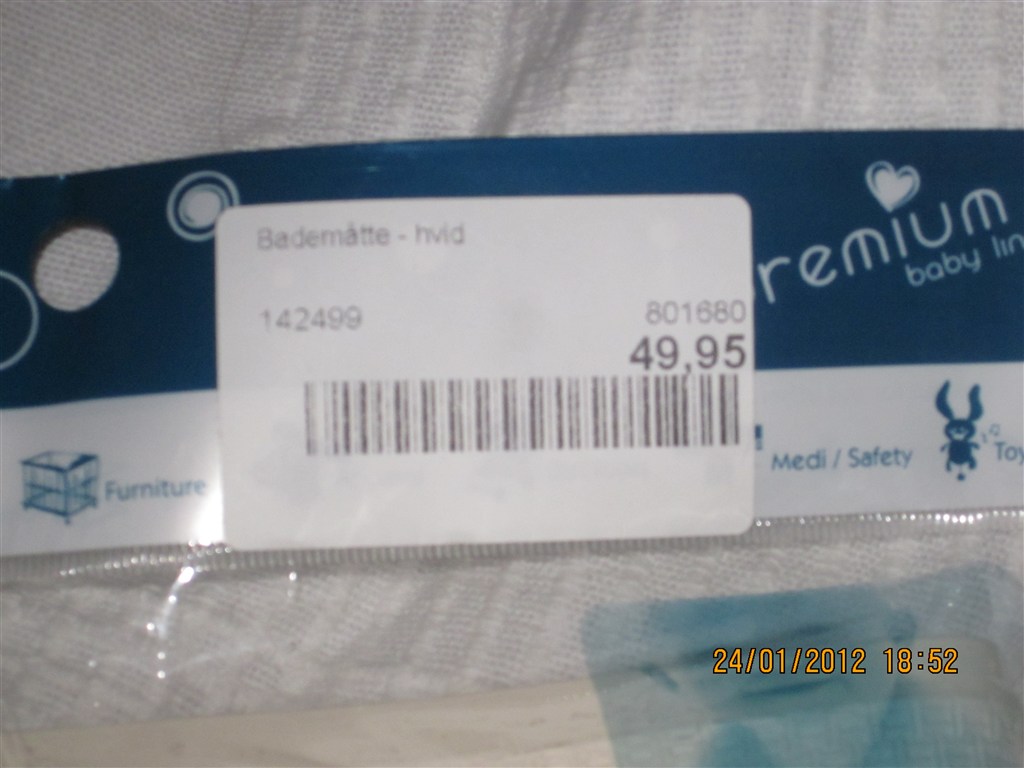 Bademåtte - hvid
142499 801680
49,95
remium
baby lin
Furniture
Medi / Safety
Toy
24/01/2012 18:52